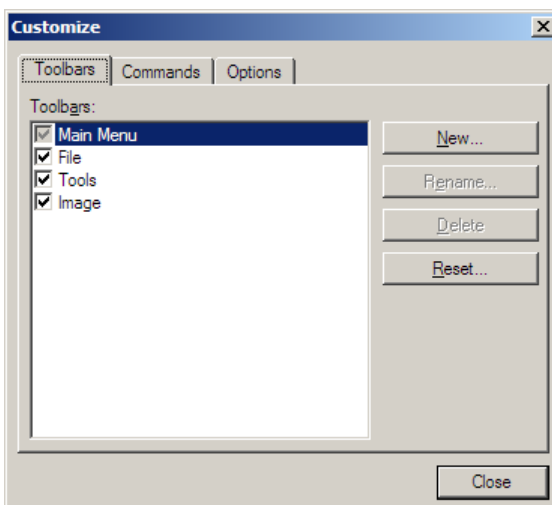 Customize
Toolbars Commands Options
Toolbars:
Main Menu
File
Tools
Image
New...
Rename...
Delete
Reset...
Close